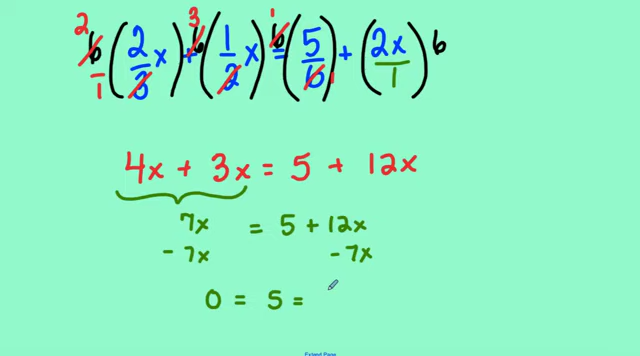 2 3 1
6(2/3 x) + 6(1/2 x) = 6(5/6) + (2x/1)6
1 1
4x + 3x = 5 + 12x
7x = 5 + 12x
- 7x - 7x
0 = 5 =
Extend Page